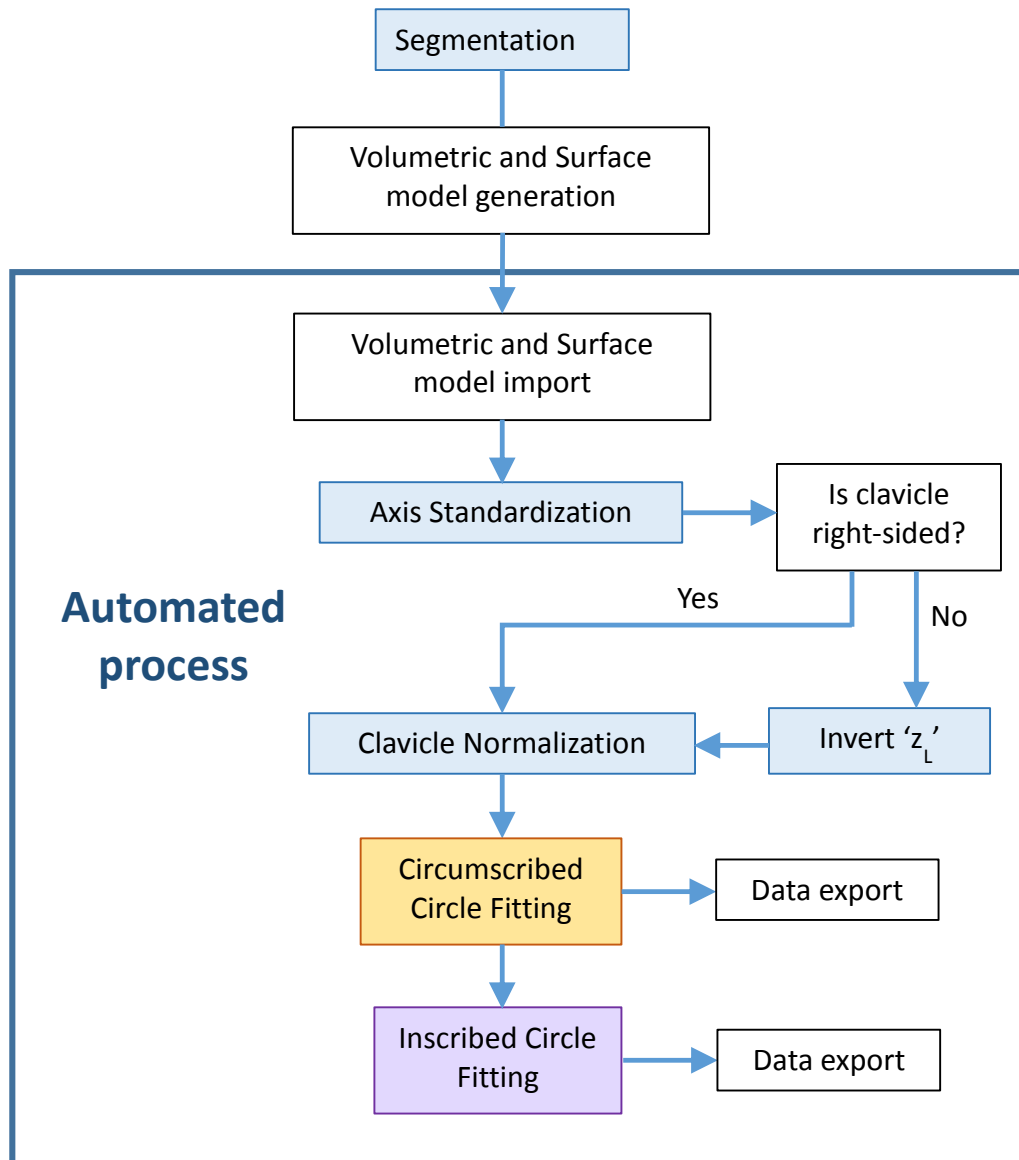 Segmentation
Volumetric and Surface
model generation
Volumetric and Surface
model import
Axis Standardization
Is clavicle
right-sided?
Yes
No
Automated
process
Clavicle Normalization
Invert ‘z_L’
Circumscribed
Circle Fitting
Data export
Inscribed Circle
Fitting
Data export